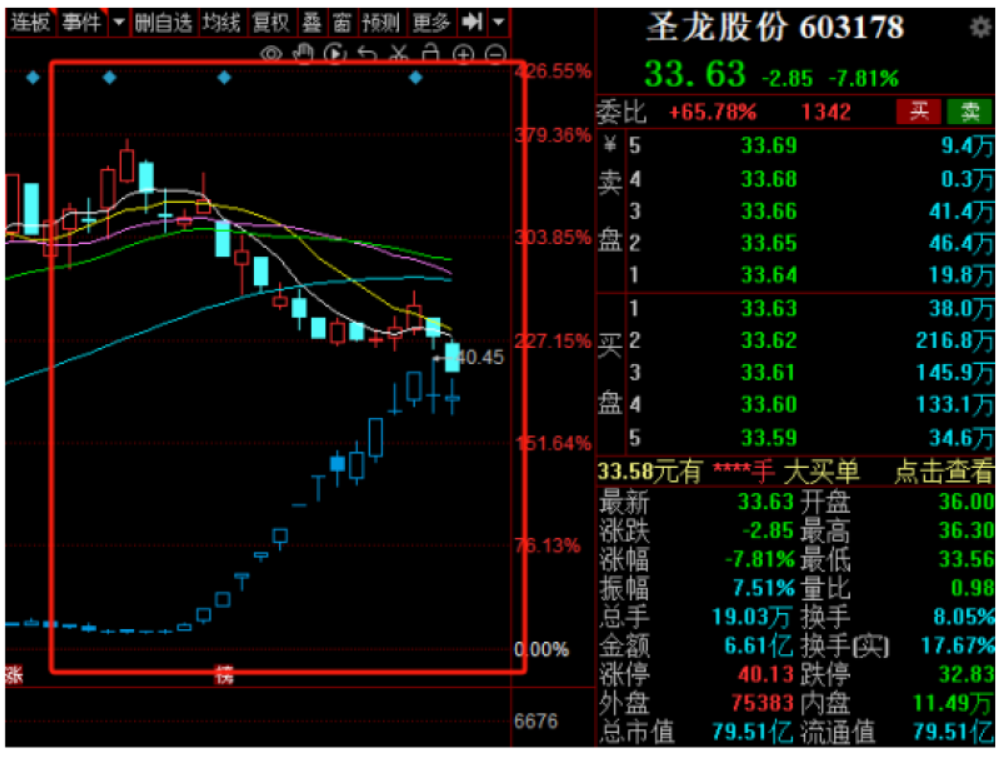 连板 事件 删自选 均线 复权 叠 窗 预测 更多
426.55%
379.36%
303.85%
227.15%
40.45
151.64%
76.13%
0.00%
涨 榜
6676
圣龙股份 603178
33.63 -2.85 -7.81%
委比 +65.78% 1342 买 卖
¥ 5 33.69 9.4万
卖 4 33.68 0.3万
3 33.66 41.4万
盘 2 33.65 46.4万
1 33.64 19.8万
1 33.63 38.0万
买 2 33.62 216.8万
3 33.61 145.9万
盘 4 33.60 133.1万
5 33.59 34.6万
33.58元有 ****手 大买单 点击查看
最新 33.63 开盘 36.00
涨跌 -2.85 最高 36.30
涨幅 -7.81% 最低 33.56
振幅 7.51% 量比 0.98
总手 19.03万 换手 8.05%
金额 6.61亿 换手(实) 17.67%
涨停 40.13 跌停 32.83
外盘 75383 内盘 11.49万
总市值 79.51亿 流通值 79.51亿